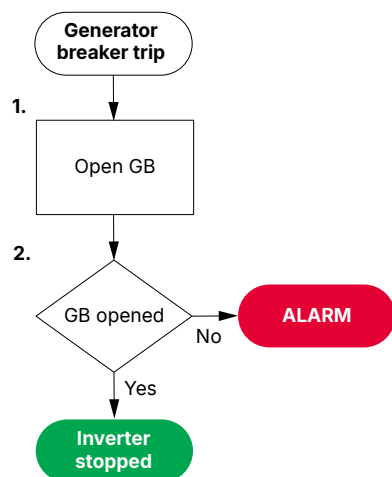 Generator
breaker trip
1.
Open GB
2.
GB opened
ALARM
No
Yes
Inverter
stopped